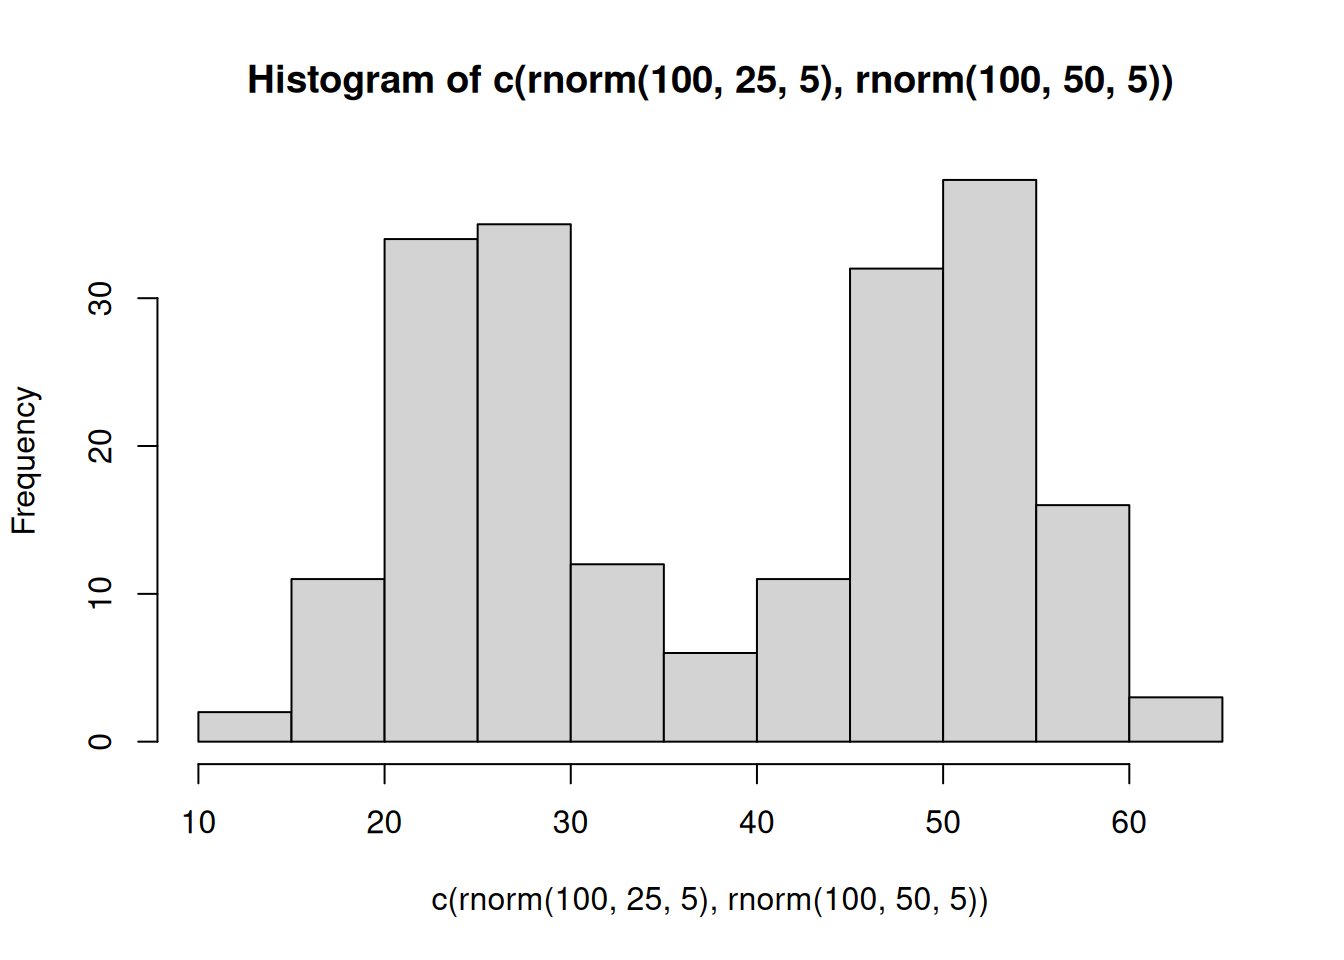 Histogram of c(rnorm(100, 25, 5), rnorm(100, 50, 5))
Frequency
30
20
10
0
10 20 30 40 50 60
c(rnorm(100, 25, 5), rnorm(100, 50, 5))